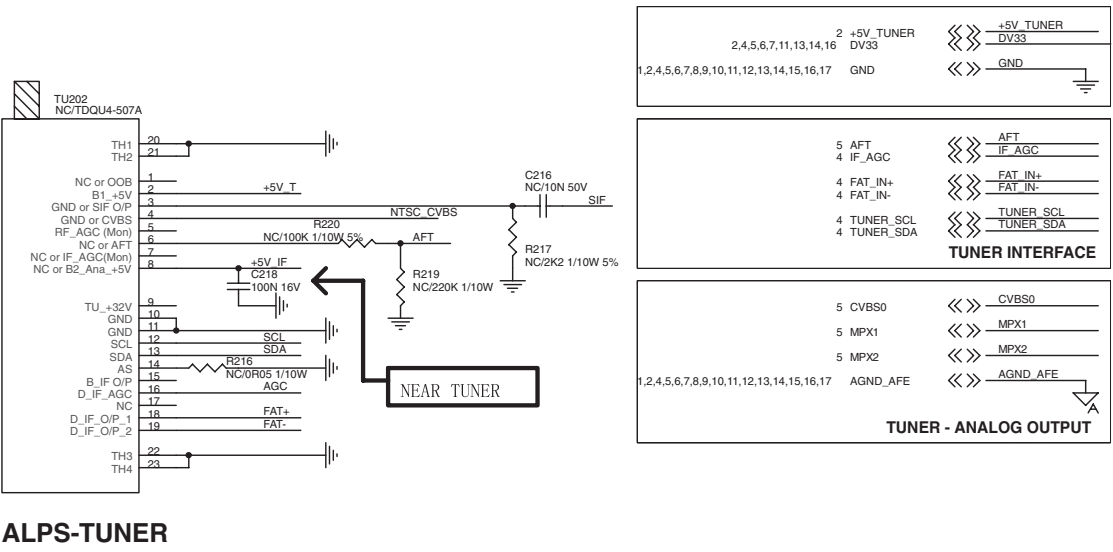 2 +5V_TUNER +5V_TUNER
2,4,5,6,7,11,13,14,16 DV33 DV33
1,2,4,5,6,7,8,9,10,11,12,13,14,15,16,17 GND GND
TU202
NC/TDQU4-507A
TH1 20
TH2 21
NC or OOB 1
B1_+5V 2 +5V_T
GND or SIF O/P 3
GND or CVBS 4 NTSC_CVBS
RF_AGC (Mon) 5
NC or AFT 6
NC or IF_AGC(Mon) 7
NC or B2_Ana_+5V 8 +5V_IF
C216
NC/10N 50V
SIF
R220
NC/100K 1/10W 5%
AFT
R217
NC/2K2 1/10W 5%
R219
NC/220K 1/10W
C218
100N 16V
TU_+32V 9
GND 10
GND 11
SCL 12 SCL
SDA 13 SDA
AS 14
R216
NC/0R05 1/10W
B_IF O/P 15
D_IF_AGC 16 AGC
NC 17
D_IF_O/P_1 18 FAT+
D_IF_O/P_2 19 FAT-
TH3 22
TH4 23
NEAR TUNER
5 AFT AFT
4 IF_AGC IF_AGC
4 FAT_IN+ FAT_IN+
4 FAT_IN- FAT_IN-
4 TUNER_SCL TUNER_SCL
4 TUNER_SDA TUNER_SDA
TUNER INTERFACE
5 CVBS0 CVBS0
5 MPX1 MPX1
5 MPX2 MPX2
1,2,4,5,6,7,8,9,10,11,12,13,14,15,16,17 AGND_AFE AGND_AFE
A
TUNER - ANALOG OUTPUT
ALPS-TUNER